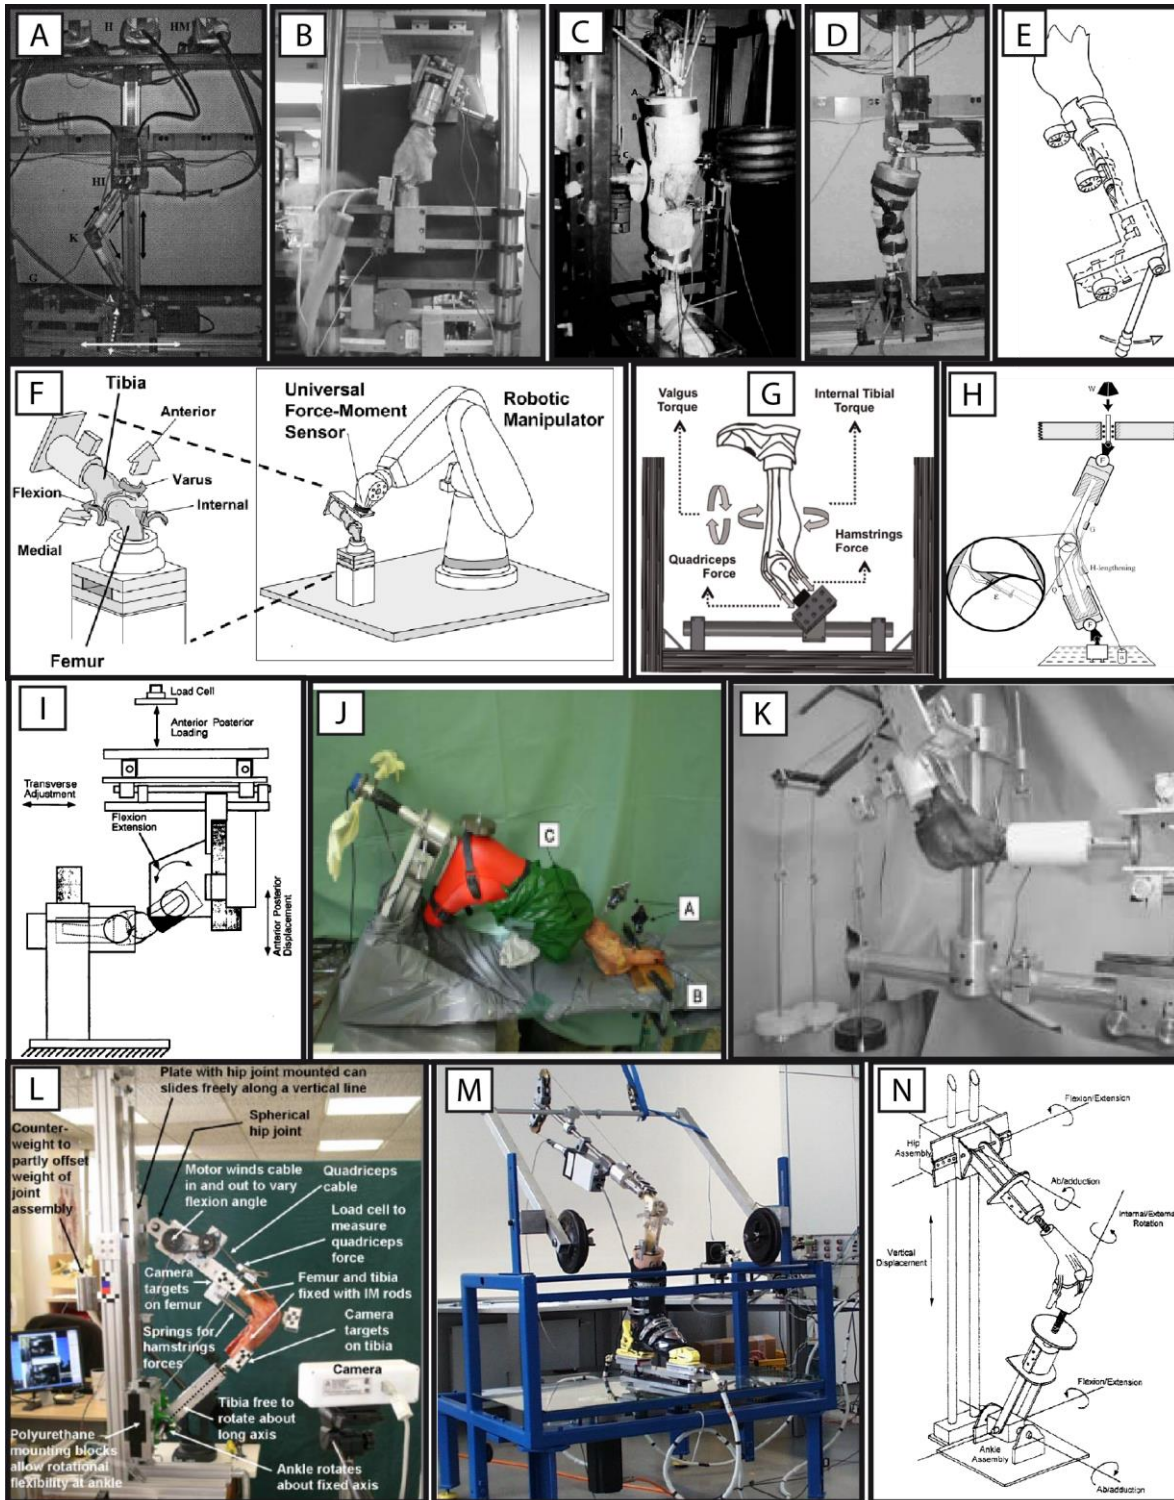 A
H
HM
HI
K
G
A
B
C
A
B
C
D
E
F
Tibia
Anterior
Varus
Flexion
Internal
Medial
Femur
Universal
Force-Moment
Sensor
Robotic
Manipulator
G
Valgus
Torque
Internal Tibial
Torque
Hamstrings
Force
Quadriceps
Force
H
W
F
G
H-lengthening
Q
E
F
I
Load Cell
Anterior Posterior
Loading
Transverse
Adjustment
Flexion
Extension
Anterior Posterior
Displacement
J
C
A
B
K
L
Plate with hip joint mounted can
slides freely along a vertical line
Counter-
weight to
partly offset
weight of
joint
assembly
Spherical
hip joint
Motor winds cable
in and out to vary
flexion angle
Quadriceps
cable
Load cell to
measure
quadriceps
force
Camera
targets
on femur
Femur and tibia
fixed with IM rods
Springs for
hamstrings
forces
Camera
targets
on tibia
Camera
Tibia free to
rotate about
long axis
Polyurethane
mounting blocks
allow rotational
flexibility at ankle
Ankle rotates
about fixed axis
M
N
Flexion/Extension
Hip
Assembly
Ab/adduction
Internal/External
Rotation
Vertical
Displacement
Flexion/Extension
Ankle
Assembly
Ab/adduction